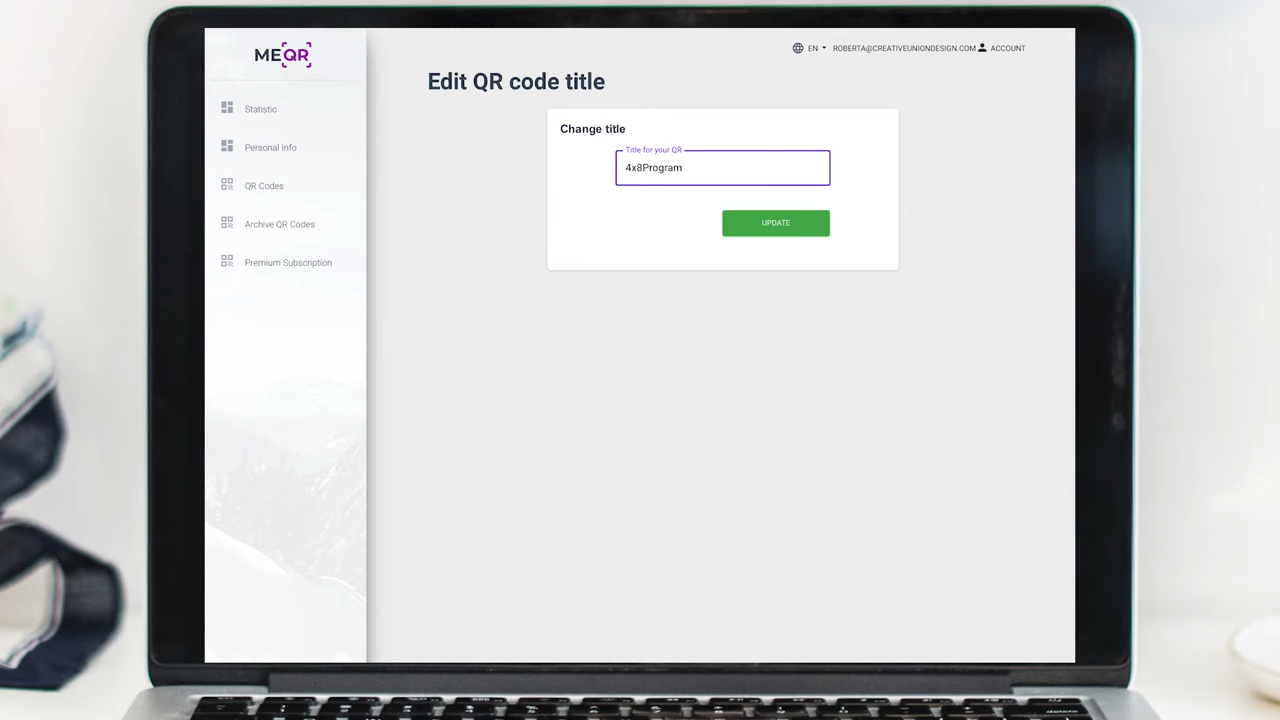 MEQR
EN
ROBERTA@CREATIVEUNIONDESIGN.COM
ACCOUNT
Statistic
Personal Info
QR Codes
Archive QR Codes
Premium Subscription
Edit QR code title
Change title
Title for your QR
4x8Program
UPDATE
delete